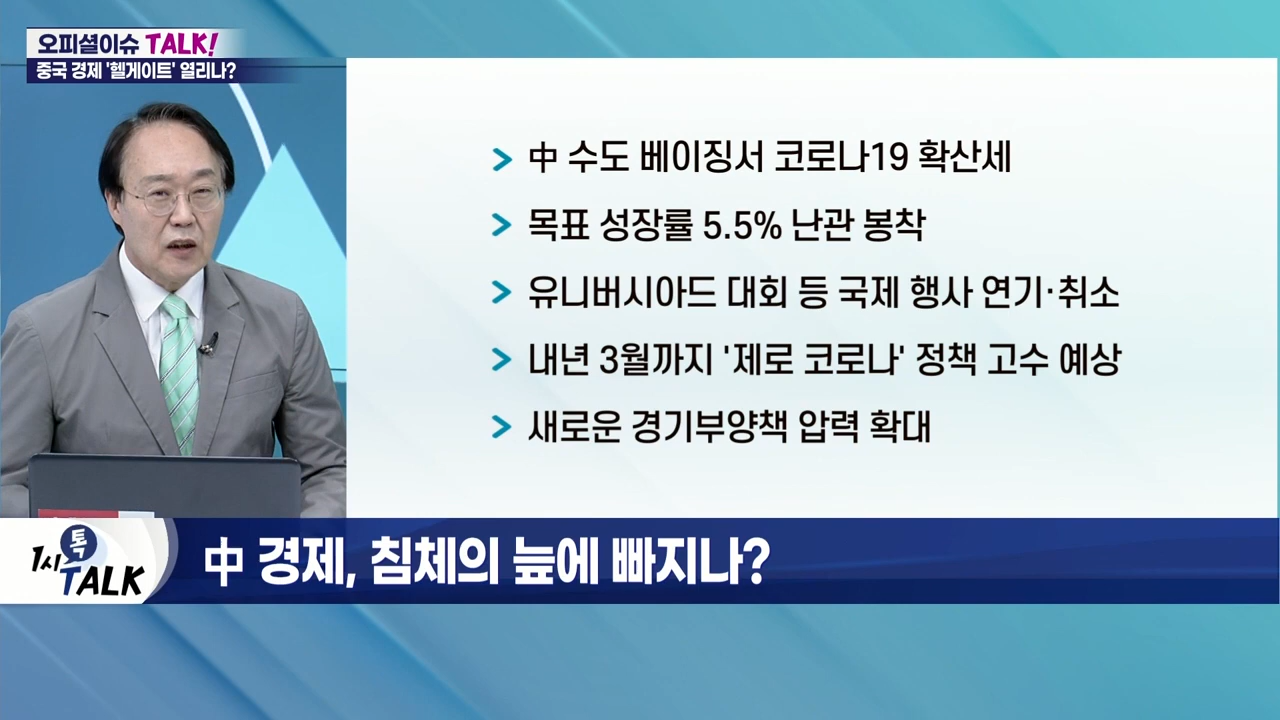 오피셜이슈 TALK!
중국 경제 '헬게이트' 열리나?
中 수도 베이징서 코로나19 확산세
목표 성장률 5.5% 난관 봉착
유니버시아드 대회 등 국제 행사 연기·취소
내년 3월까지 '제로 코로나' 정책 고수 예상
새로운 경기부양책 압력 확대
1시 톡 TALK
中 경제, 침체의 늪에 빠지나?